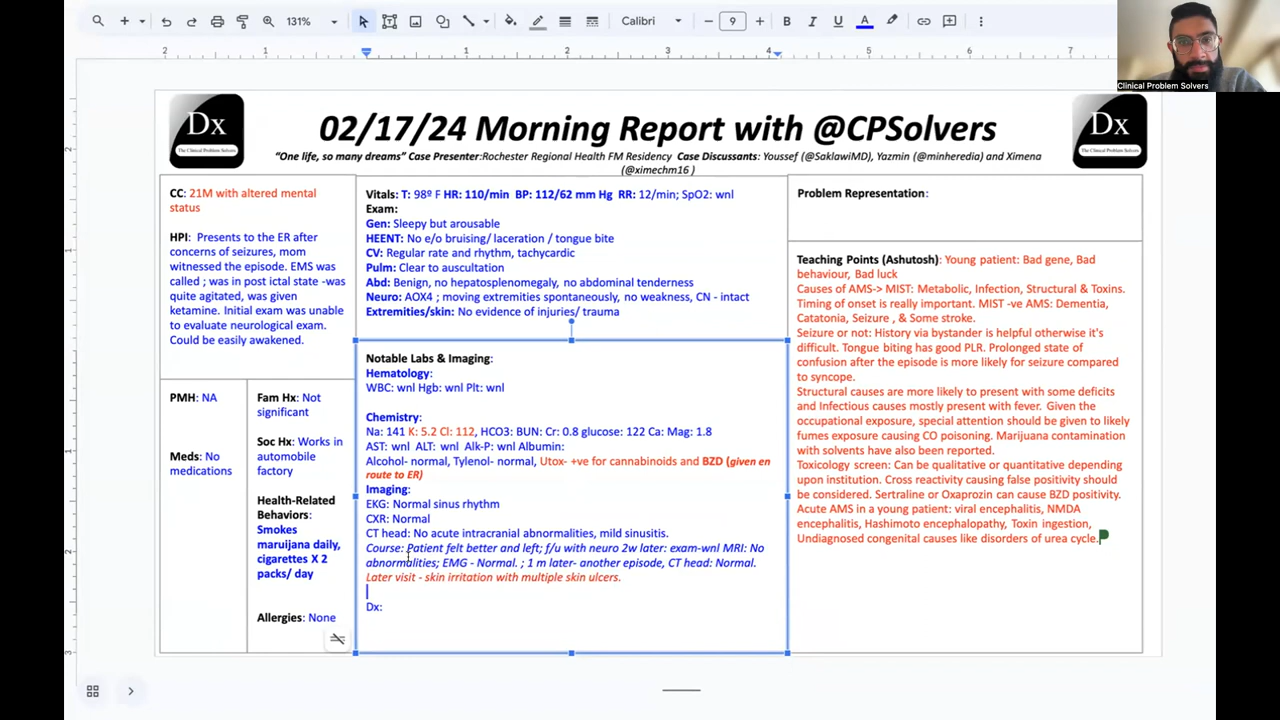 131%
Calibri
9
B I U A
2 1 1 2 3 4 5 6 7
Clinical Problem Solvers
Dx
The Clinical Problem Solvers
02/17/24 Morning Report with @CPSolvers
"One life, so many dreams" Case Presenter:Rochester Regional Health FM Residency Case Discussants: Youssef (@SaklawiMD), Yazmin (@minheredia) and Ximena
(@ximechm16 )
Dx
The Clinical Problem Solvers
CC: 21M with altered mental
status
HPI: Presents to the ER after
concerns of seizures, mom
witnessed the episode. EMS was
called ; was in post ictal state -was
quite agitated, was given
ketamine. Initial exam was unable
to evaluate neurological exam.
Could be easily awakened.
PMH: NA
Meds: No
medications
Fam Hx: Not
significant
Soc Hx: Works in
automobile
factory
Health-Related
Behaviors:
Smokes
maruijana daily,
cigarettes X 2
packs/ day
Allergies: None
Vitals: T: 98º F HR: 110/min BP: 112/62 mm Hg RR: 12/min; SpO2: wnl
Exam:
Gen: Sleepy but arousable
HEENT: No e/o bruising/ laceration / tongue bite
CV: Regular rate and rhythm, tachycardic
Pulm: Clear to auscultation
Abd: Benign, no hepatosplenomegaly, no abdominal tenderness
Neuro: AOX4 ; moving extremities spontaneously, no weakness, CN - intact
Extremities/skin: No evidence of injuries/ trauma
Notable Labs & Imaging:
Hematology:
WBC: wnl Hgb: wnl Plt: wnl
Chemistry:
Na: 141 K: 5.2 Cl: 112, HCO3: BUN: Cr: 0.8 glucose: 122 Ca: Mag: 1.8
AST: wnl ALT: wnl Alk-P: wnl Albumin:
Alcohol- normal, Tylenol- normal, Utox- +ve for cannabinoids and BZD (given en
route to ER)
Imaging:
EKG: Normal sinus rhythm
CXR: Normal
CT head: No acute intracranial abnormalities, mild sinusitis.
Course: Patient felt better and left; f/u with neuro 2w later: exam-wnl MRI: No
abnormalities; EMG - Normal. ; 1 m later- another episode, CT head: Normal.
Later visit - skin irritation with multiple skin ulcers.
Dx:
Problem Representation:
Teaching Points (Ashutosh): Young patient: Bad gene, Bad
behaviour, Bad luck
Causes of AMS-> MIST: Metabolic, Infection, Structural & Toxins.
Timing of onset is really important. MIST -ve AMS: Dementia,
Catatonia, Seizure , & Some stroke.
Seizure or not: History via bystander is helpful otherwise it's
difficult. Tongue biting has good PLR. Prolonged state of
confusion after the episode is more likely for seizure compared
to syncope.
Structural causes are more likely to present with some deficits
and Infectious causes mostly present with fever. Given the
occupational exposure, special attention should be given to likely
fumes exposure causing CO poisoning. Marijuana contamination
with solvents have also been reported.
Toxicology screen: Can be qualitative or quantitative depending
upon institution. Cross reactivity causing false positivity should
be considered. Sertraline or Oxaprozin can cause BZD positivity.
Acute AMS in a young patient: viral encephalitis, NMDA
encephalitis, Hashimoto encephalopathy, Toxin ingestion,
Undiagnosed congenital causes like disorders of urea cycle.